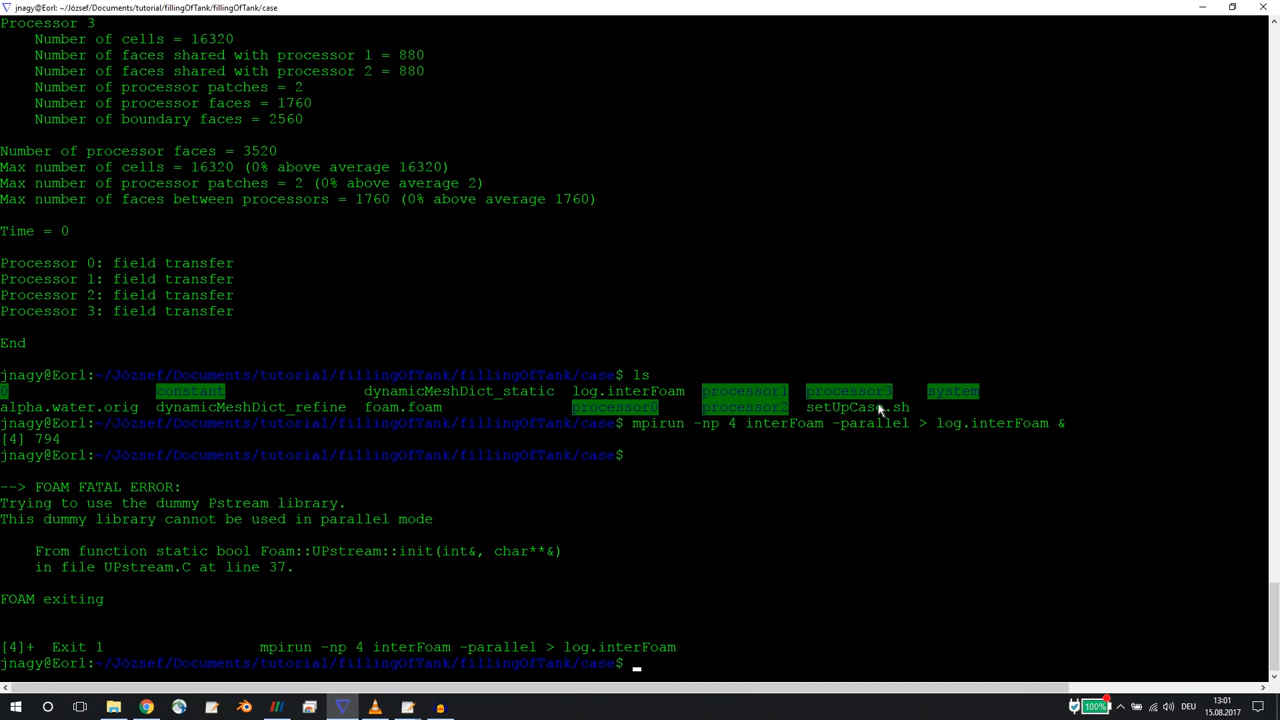 jnagy@Eorl: ~/József/Documents/tutorial/fillingOfTank/fillingOfTank/case
Processor 3
Number of cells = 16320
Number of faces shared with processor 1 = 880
Number of faces shared with processor 2 = 880
Number of processor patches = 2
Number of processor faces = 1760
Number of boundary faces = 2560
Number of processor faces = 3520
Max number of cells = 16320 (0% above average 16320)
Max number of processor patches = 2 (0% above average 2)
Max number of faces between processors = 1760 (0% above average 1760)
Time = 0
Processor 0: field transfer
Processor 1: field transfer
Processor 2: field transfer
Processor 3: field transfer
End
jnagy@Eorl:~/József/Documents/tutorial/fillingOfTank/fillingOfTank/case$ ls
0 constant dynamicMeshDict_static log.interFoam processor1 processor3 system
alpha.water.orig dynamicMeshDict_refine foam.foam processor0 processor2 setUpCase.sh
jnagy@Eorl:~/József/Documents/tutorial/fillingOfTank/fillingOfTank/case$ mpirun -np 4 interFoam -parallel > log.interFoam &
[4] 794
jnagy@Eorl:~/József/Documents/tutorial/fillingOfTank/fillingOfTank/case$
--> FOAM FATAL ERROR:
Trying to use the dummy Pstream library.
This dummy library cannot be used in parallel mode
From function static bool Foam::UPstream::init(int&, char**&)
in file UPstream.C at line 37.
FOAM exiting
[4]+ Exit 1 mpirun -np 4 interFoam -parallel > log.interFoam
jnagy@Eorl:~/József/Documents/tutorial/fillingOfTank/fillingOfTank/case$
100%
DEU
13:01
15.08.2017